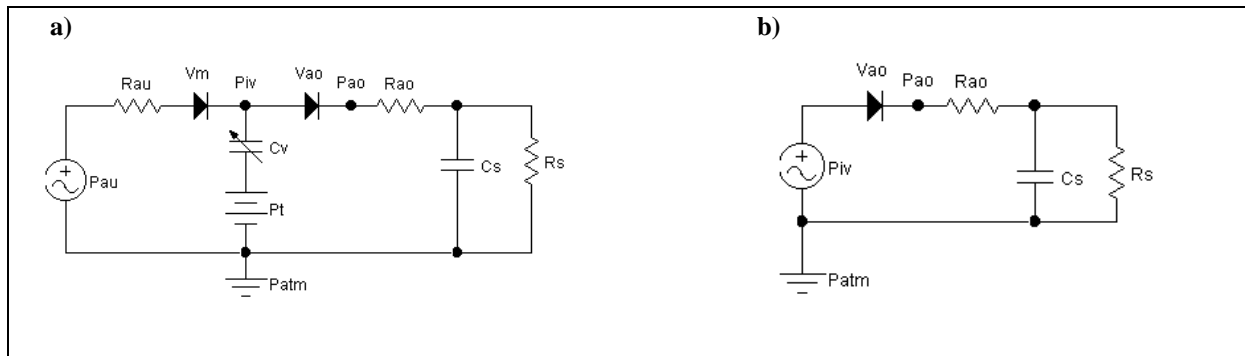 a)
Rau Vm Piv Vao Pao Rao
Cv
Cs Rs
Pau
Pt
Patm
b)
Vao Pao Rao
Piv
Cs Rs
Patm